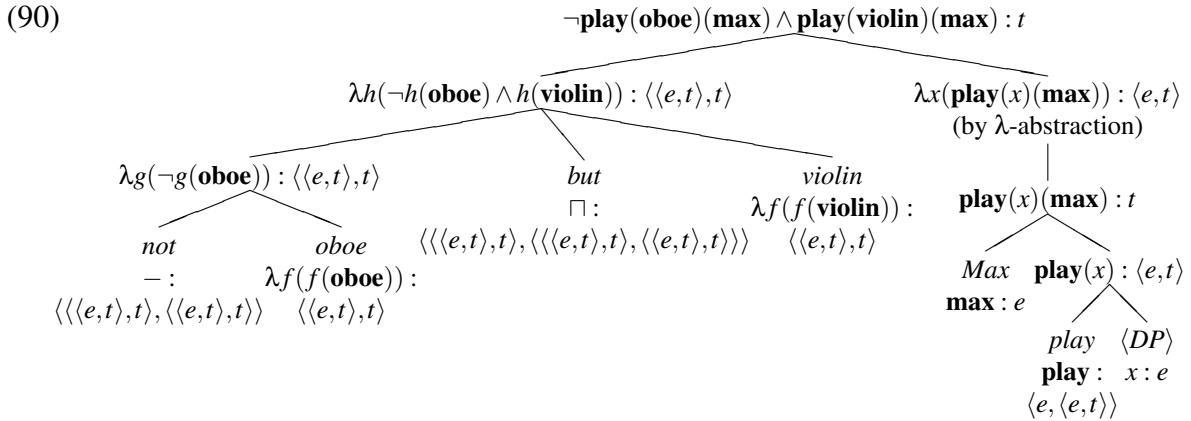 (90)
¬play(oboe)(max) ∧ play(violin)(max) : t
λh(¬h(oboe) ∧ h(violin)) : ⟨⟨e,t⟩,t⟩ λx(play(x)(max)) : ⟨e,t⟩
(by λ-abstraction)
λg(¬g(oboe)) : ⟨⟨e,t⟩,t⟩ but violin play(x)(max) : t
⊓ : λf(f(violin)) :
not oboe ⟨⟨⟨e,t⟩,t⟩,⟨⟨⟨e,t⟩,t⟩,⟨⟨e,t⟩,t⟩⟩⟩ ⟨⟨e,t⟩,t⟩
− : λf(f(oboe)) : Max play(x) : ⟨e,t⟩
⟨⟨⟨e,t⟩,t⟩,⟨⟨e,t⟩,t⟩⟩ ⟨⟨e,t⟩,t⟩ max : e
play ⟨DP⟩
play : x : e
⟨e,⟨e,t⟩⟩